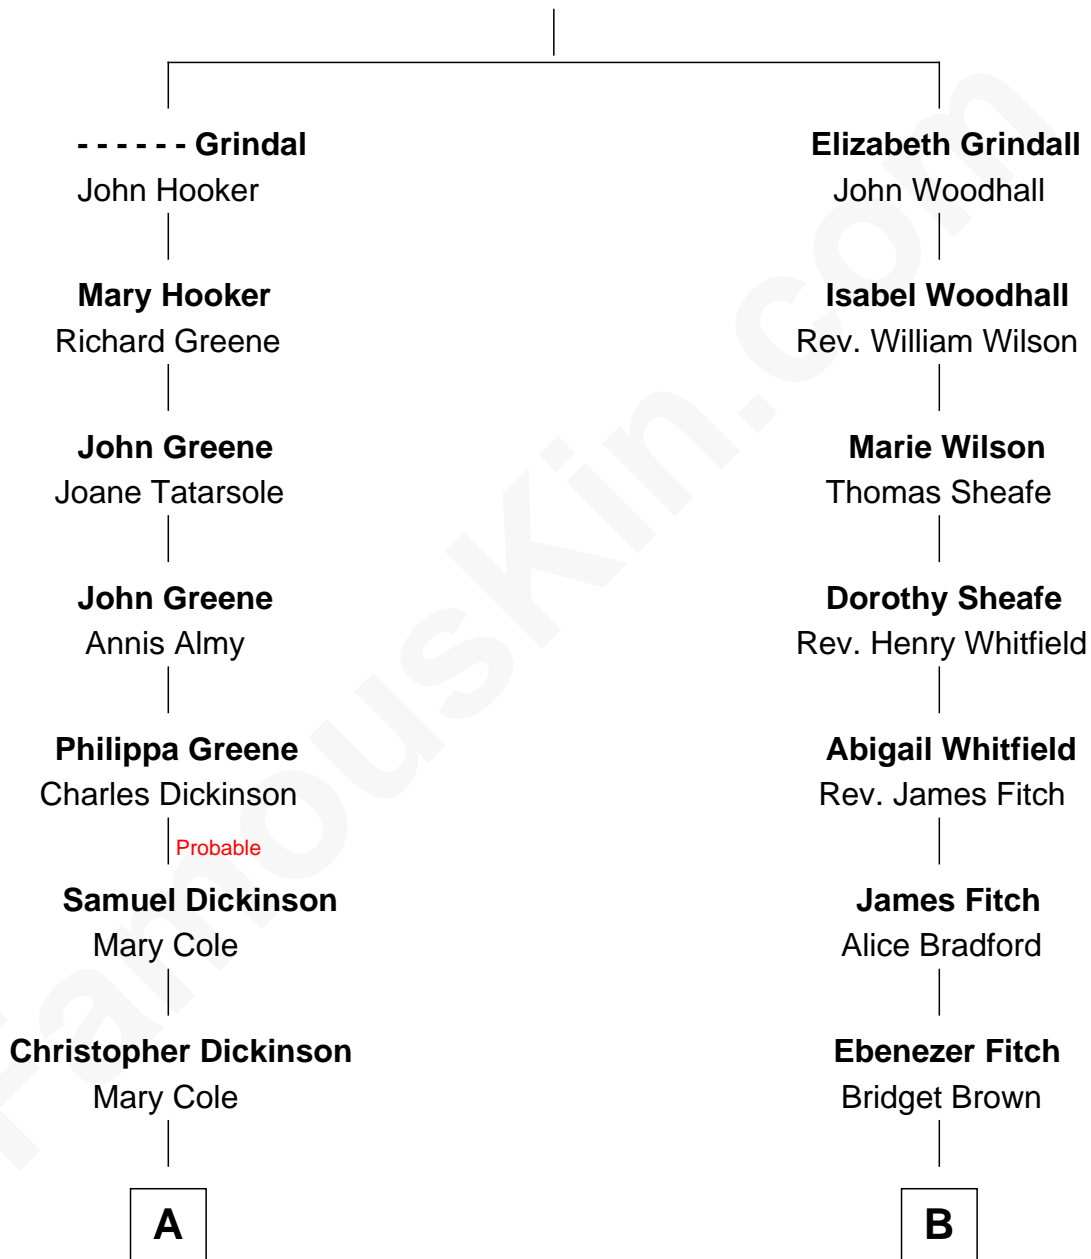 - - - - - - Grindal
John Hooker
Mary Hooker
Richard Greene
John Greene
Joane Tatarsole
John Greene
Annis Almy
Philippa Greene
Charles Dickinson
Probable
Samuel Dickinson
Mary Cole
Christopher Dickinson
Mary Cole
A
Elizabeth Grindall
John Woodhall
Isabel Woodhall
Rev. William Wilson
Marie Wilson
Thomas Sheafe
Dorothy Sheafe
Rev. Henry Whitfield
Abigail Whitfield
Rev. James Fitch
James Fitch
Alice Bradford
Ebenezer Fitch
Bridget Brown
B
FamousKin.com